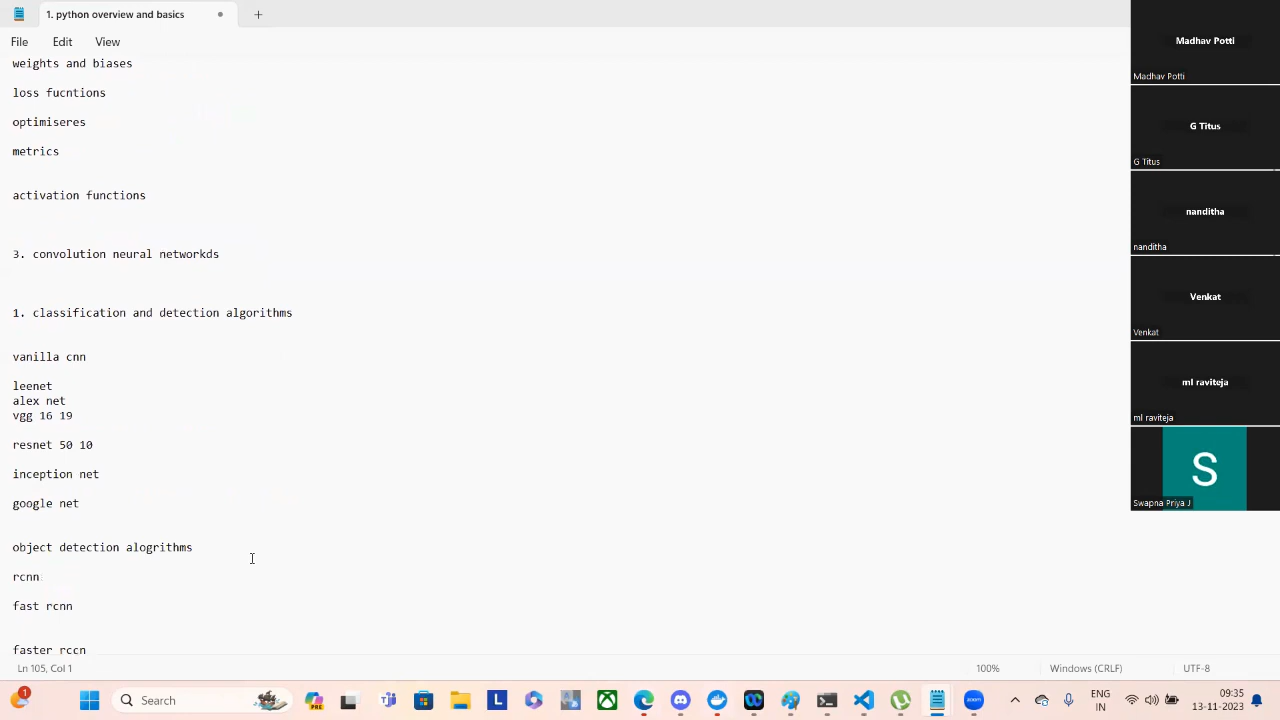 1. python overview and basics
File Edit View
weights and biases
loss fucntions
optimiseres
metrics
activation functions
3. convolution neural networkds
1. classification and detection algorithms
vanilla cnn
leenet
alex net
vgg 16 19
resnet 50 10
inception net
google net
object detection alogrithms
rcnn
fast rcnn
faster rccn
Ln 105, Col 1
100%
Windows (CRLF)
UTF-8
Madhav Potti
Madhav Potti
G Titus
G Titus
nanditha
nanditha
Venkat
Venkat
ml raviteja
ml raviteja
S
Swapna Priya J
1
Search
PRE
L
ENG
IN
09:35
13-11-2023